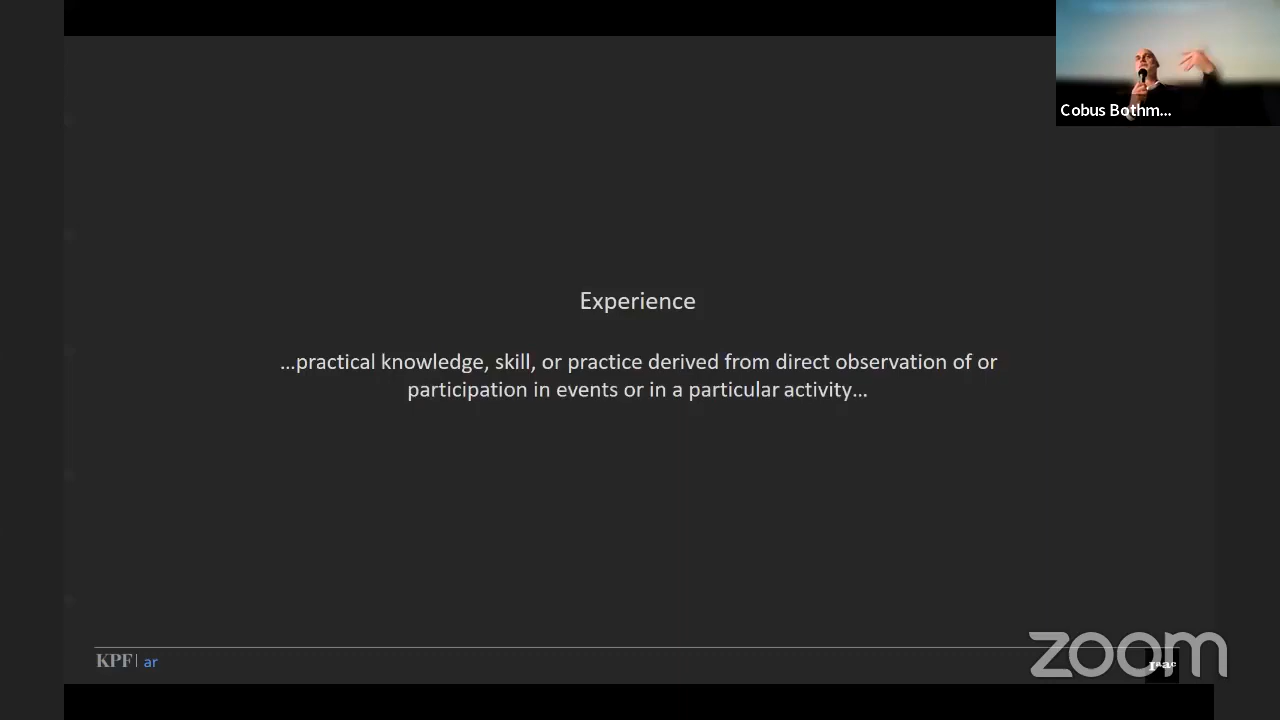 Cobus Bothm...
Experience
...practical knowledge, skill, or practice derived from direct observation of or
participation in events or in a particular activity...
KPF | ar
zoom
Iaac